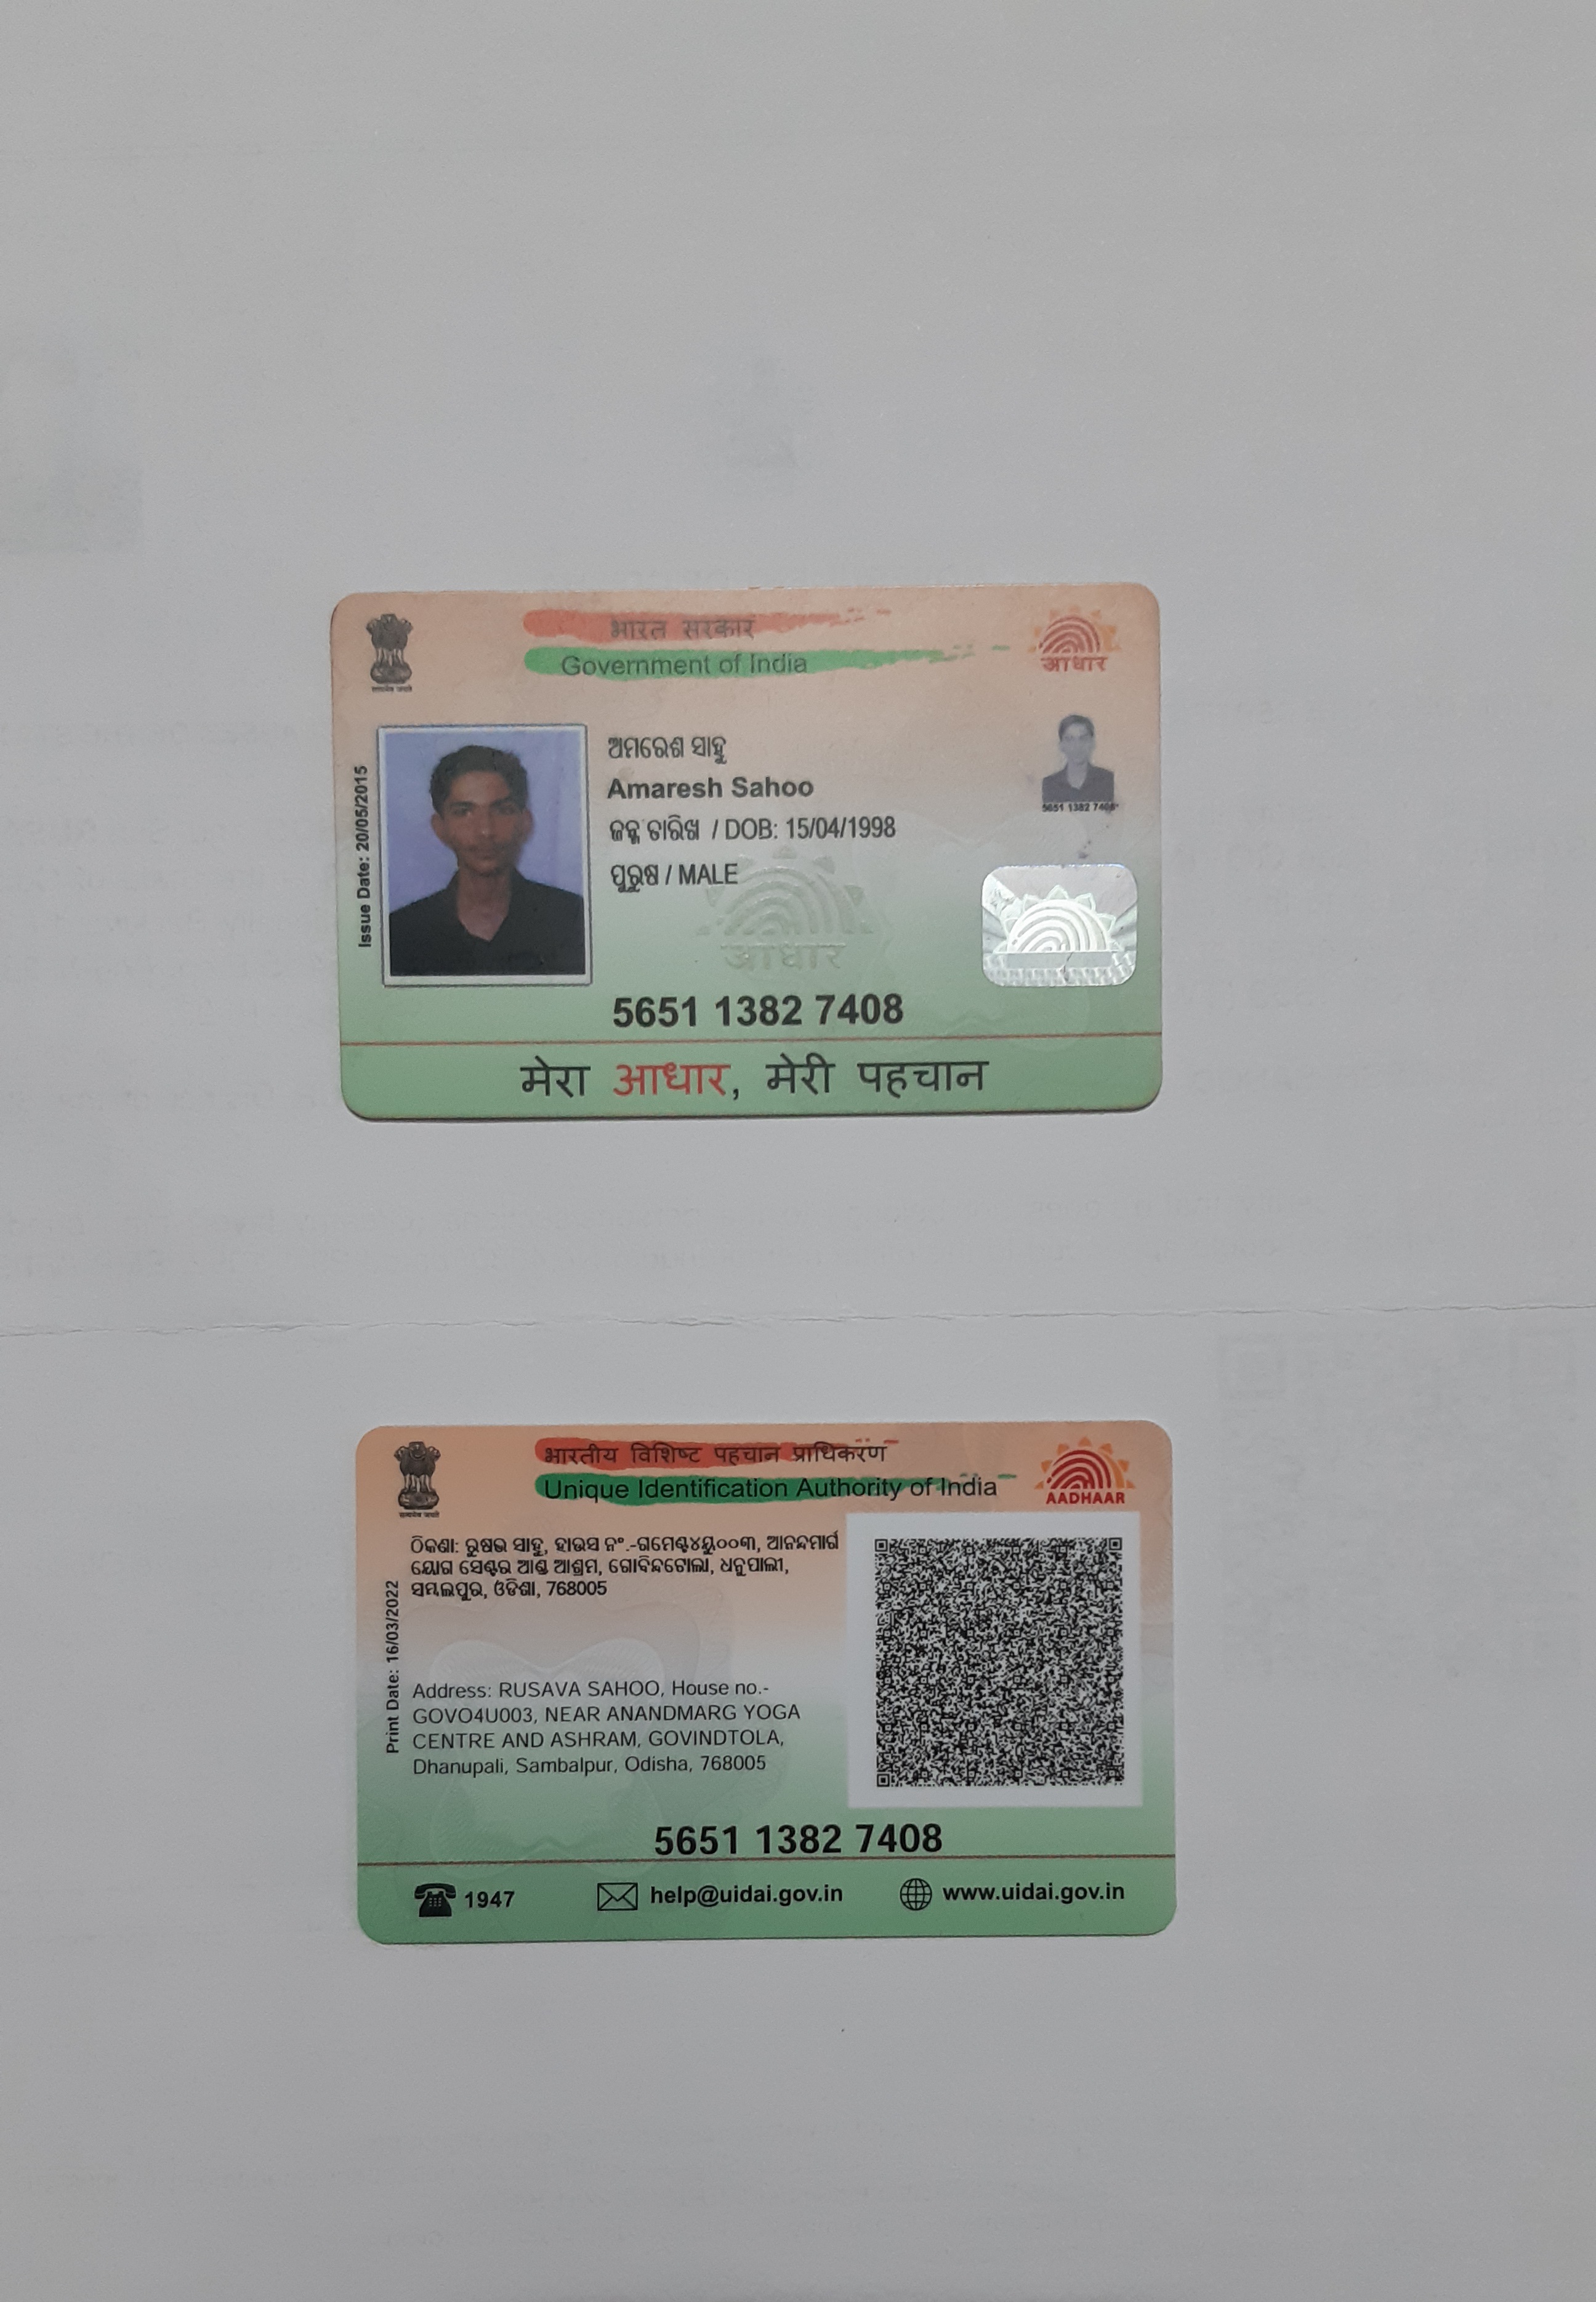 भारत सरकार
Government of India
आधार
Issue Date: 20/05/2015
ଅମରେଶ ସାହୁ
Amaresh Sahoo
ଜନ୍ମ ତାରିଖ / DOB: 15/04/1998
ପୁରୁଷ / MALE
5651 1382 7408
आधार
5651 1382 7408
मेरा आधार, मेरी पहचान
भारतीय विशिष्ट पहचान प्राधिकरण
Unique Identification Authority of India
सत्यमेव जयते
AADHAAR
Print Date: 16/03/2022
ଠିକଣା: ରୁଷଭ ସାହୁ, ହାଉସ ନଂ.-ଗମେଣ୍ଟ୪ୟୁ୦୦୩, ଆନନ୍ଦମାର୍ଗ
ଯୋଗ ସେଣ୍ଟର ଆଣ୍ଡ ଆଶ୍ରମ, ଗୋବିନ୍ଦଟୋଲା, ଧନୁପାଲୀ,
ସମ୍ବଲପୁର, ଓଡିଶା, 768005
Address: RUSAVA SAHOO, House no.-
GOVO4U003, NEAR ANANDMARG YOGA
CENTRE AND ASHRAM, GOVINDTOLA,
Dhanupali, Sambalpur, Odisha, 768005
5651 1382 7408
1947
help@uidai.gov.in
www.uidai.gov.in